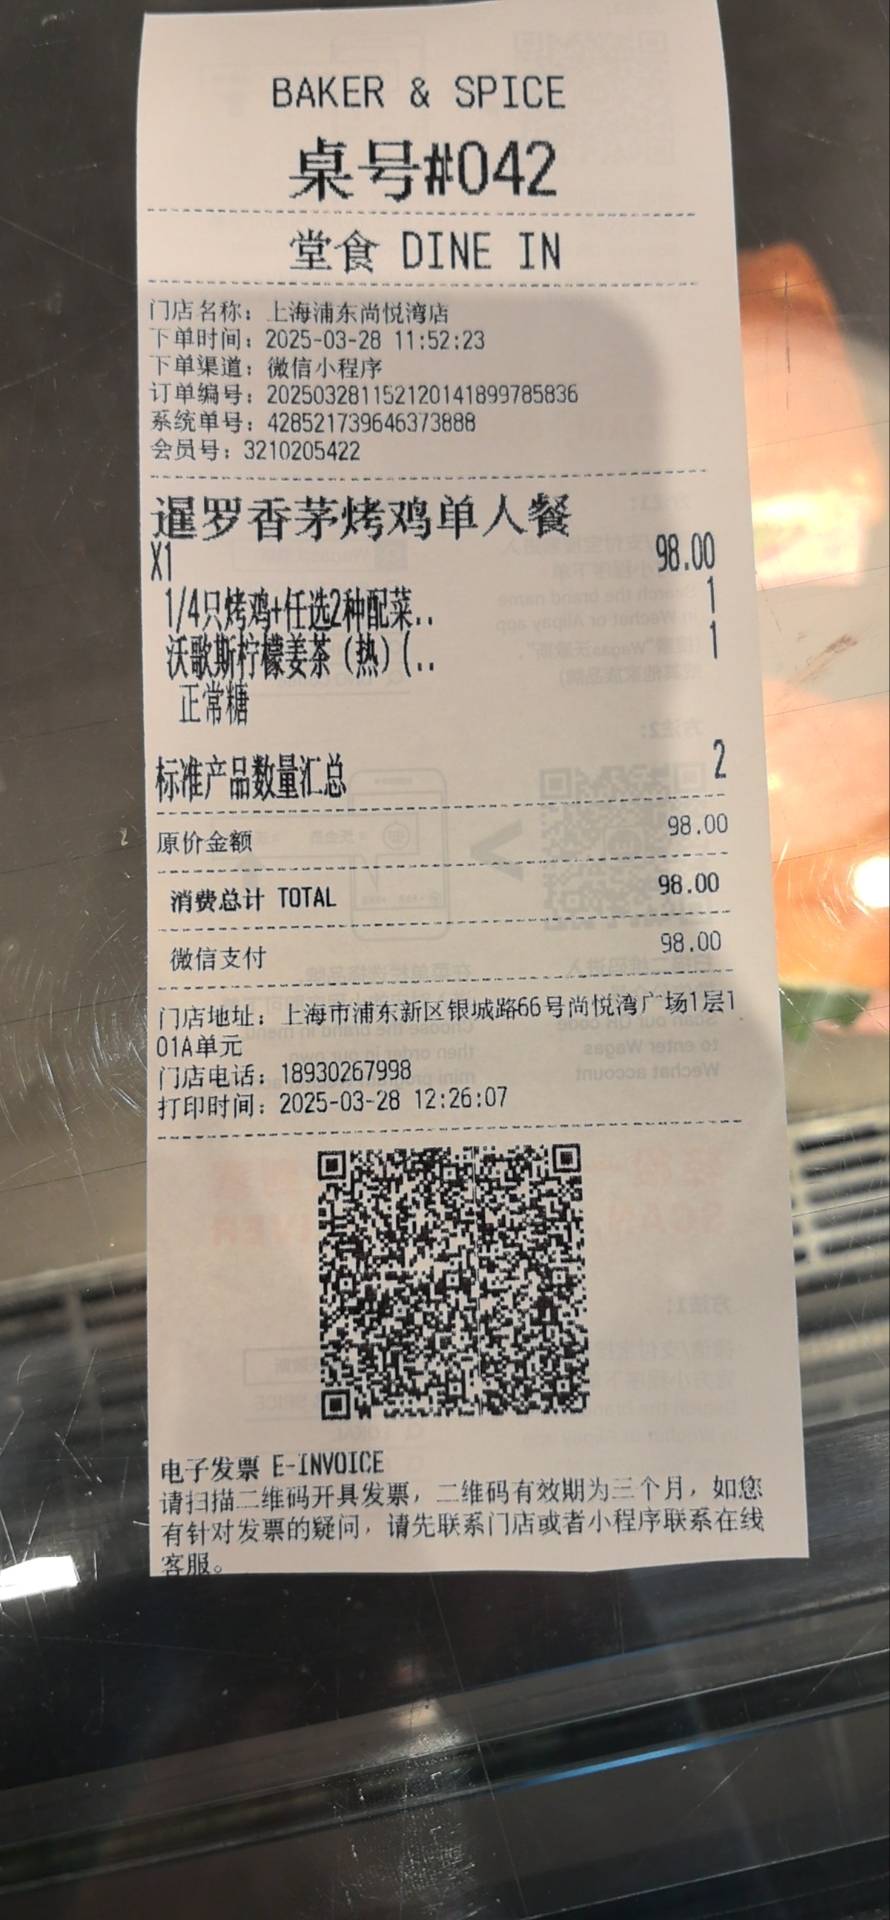 BAKER & SPICE
桌号#042
堂食 DINE IN
门店名称：上海浦东尚悦湾店
下单时间：2025-03-28 11:52:23
下单渠道：微信小程序
订单编号：20250328115212014189978​5836
系统单号：428521739646373888
会员号：3210205422
暹罗香茅烤鸡单人餐
X1 98.00
1/4只烤鸡+任选2种配菜.. 1
沃歌斯柠檬姜茶（热）(.. 1
正常糖
标准产品数量汇总 2
原价金额 98.00
消费总计 TOTAL 98.00
微信支付 98.00
门店地址：上海市浦东新区银城路66号尚悦湾广场1层1
01A单元
门店电话：18930267998
打印时间：2025-03-28 12:26:07
电子发票 E-INVOICE
请扫描二维码开具发票，二维码有效期为三个月，如您
有针对发票的疑问，请先联系门店或者小程序联系在线
客服。